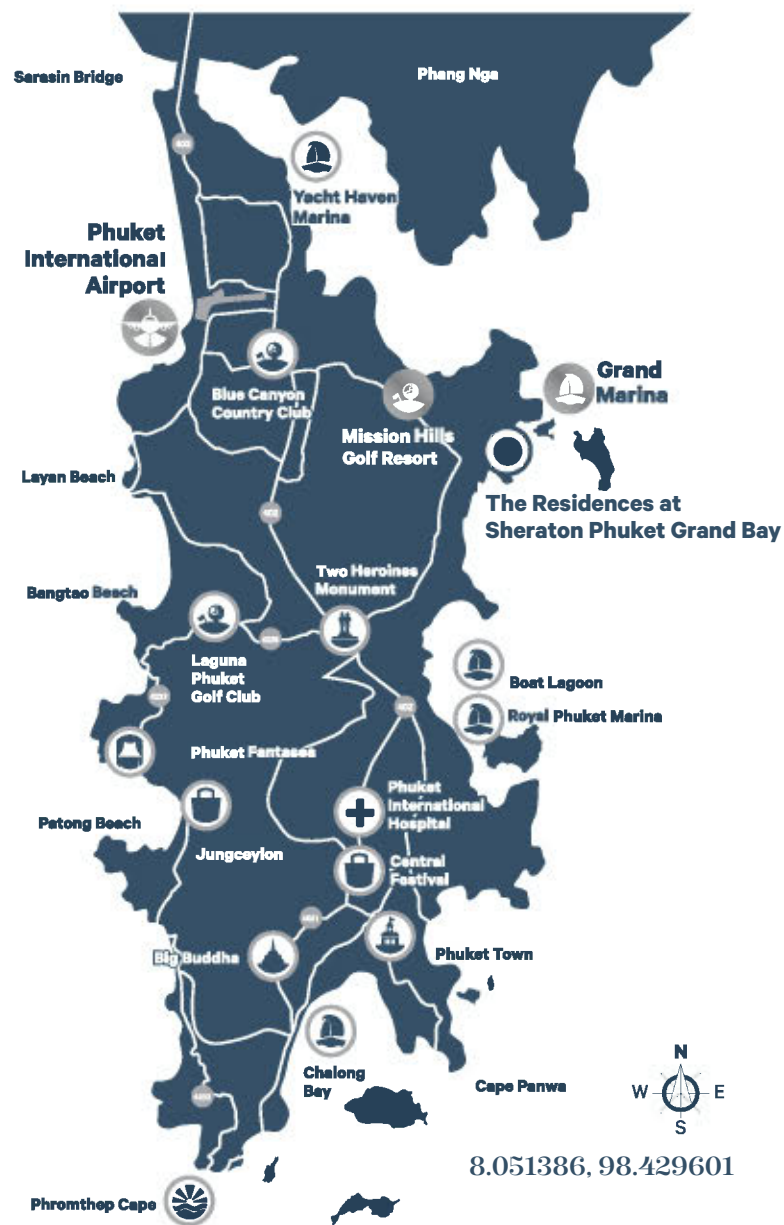 Sarasin Bridge
Phang Nga
Yacht Haven
Marina
Phuket
International
Airport
Blue Canyon
Country Club
Mission Hills
Golf Resort
Grand
Marina
Layan Beach
The Residences at
Sheraton Phuket Grand Bay
402
Two Heroines
Monument
Bangtao Beach
Laguna
Phuket
Golf Club
Boat Lagoon
402
Royal Phuket Marina
Phuket Fantasea
Phuket
International
Hospital
Patong Beach
Jungceylon
Central
Festival
Big Buddha
Phuket Town
Chalong
Bay
Cape Panwa
N
W
E
S
8.051386, 98.429601
Phromthep Cape